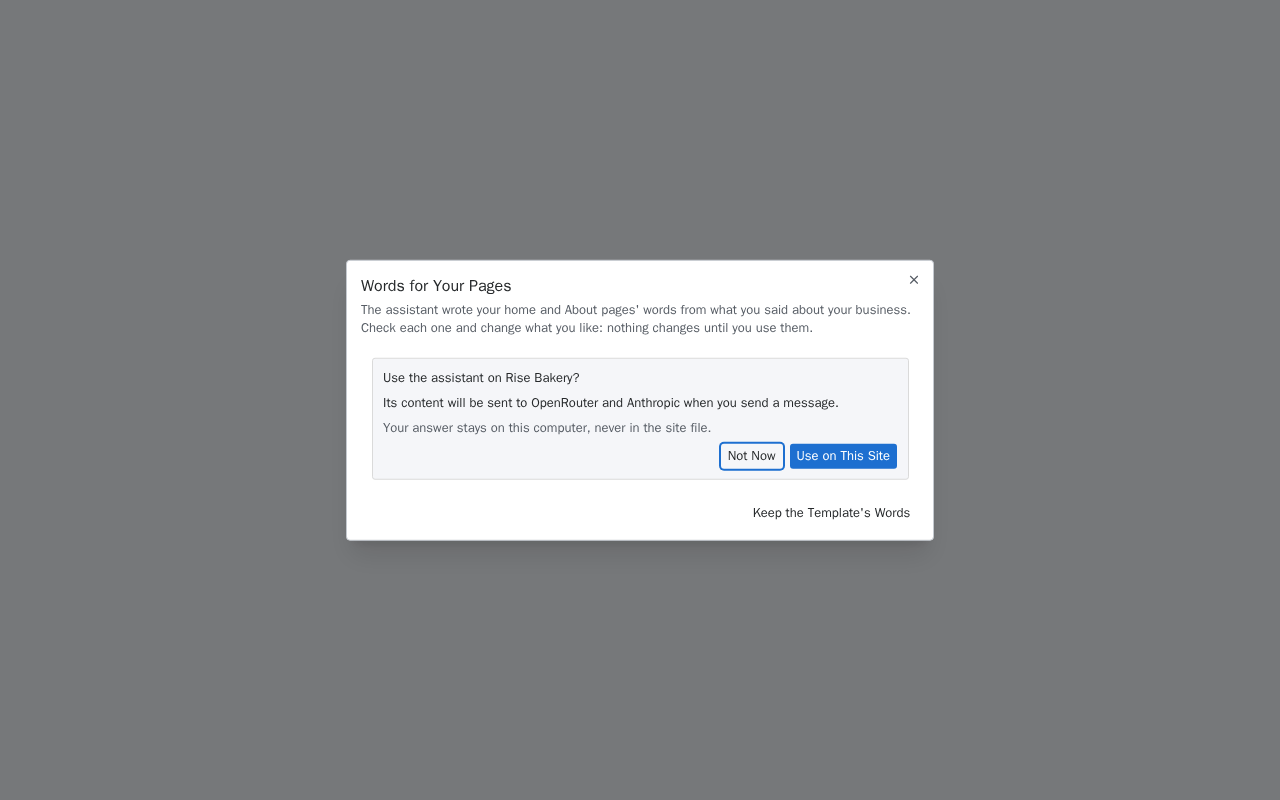 Words for Your Pages
The assistant wrote your home and About pages' words from what you said about your business.
Check each one and change what you like: nothing changes until you use them.
Use the assistant on Rise Bakery?
Its content will be sent to OpenRouter and Anthropic when you send a message.
Your answer stays on this computer, never in the site file.
Not Now
Use on This Site
Keep the Template's Words